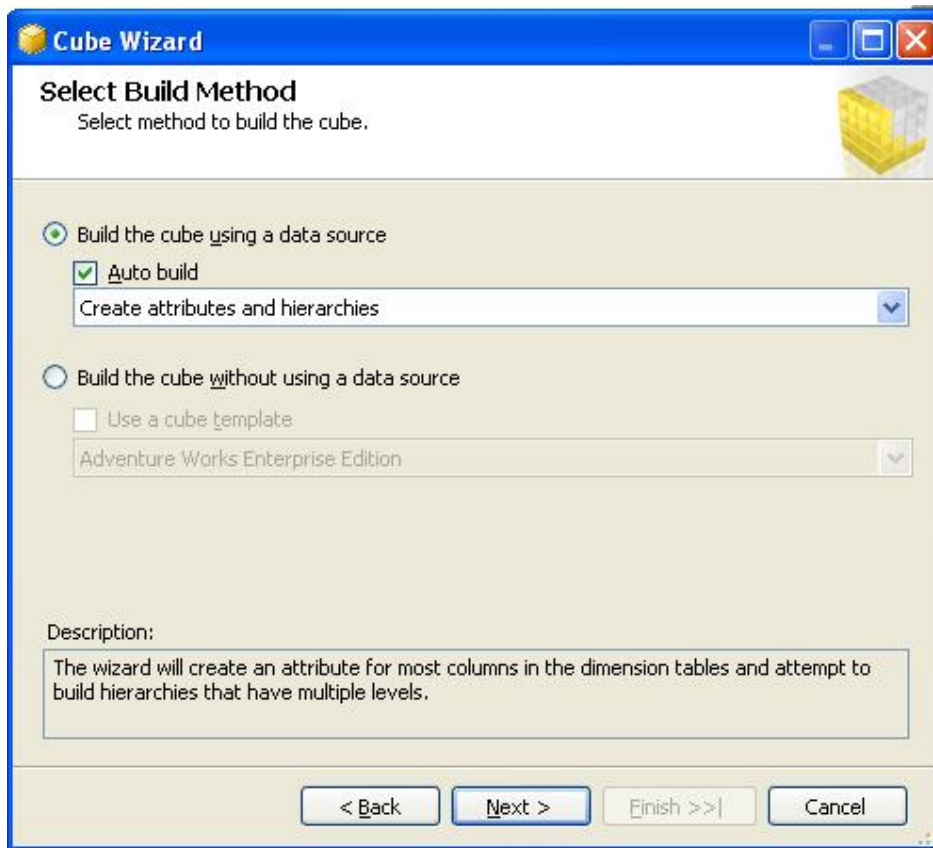 Cube Wizard
Select Build Method
Select method to build the cube.
Build the cube using a data source
Auto build
Create attributes and hierarchies
Build the cube without using a data source
Use a cube template
Adventure Works Enterprise Edition
Description:
The wizard will create an attribute for most columns in the dimension tables and attempt to
build hierarchies that have multiple levels.
< Back
Next >
Finish >>|
Cancel